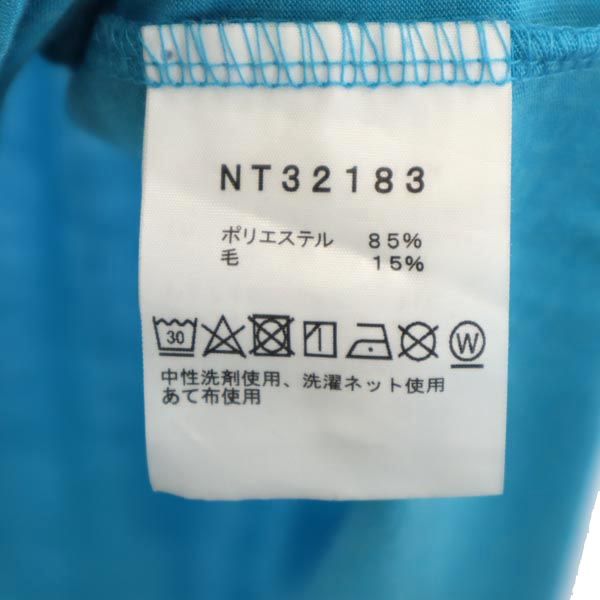 NT32183
ポリエステル 85%
毛 15%
30 W
中性洗剤使用、洗濯ネット使用
あて布使用